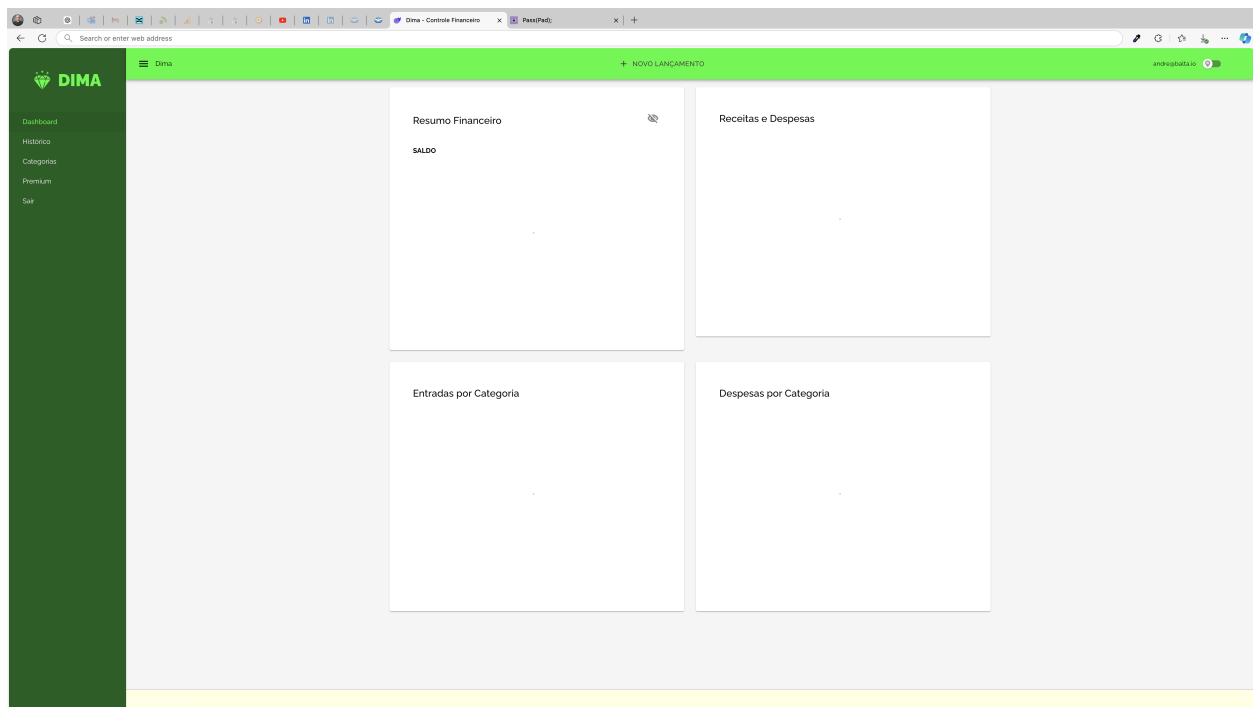 Dima - Controle Financeiro
Pass(Pad);
Search or enter web address
DIMA
Dashboard
Histórico
Categorias
Premium
Sair
Dima
+ NOVO LANÇAMENTO
andre@balta.io
Resumo Financeiro
SALDO
Receitas e Despesas
Entradas por Categoria
Despesas por Categoria